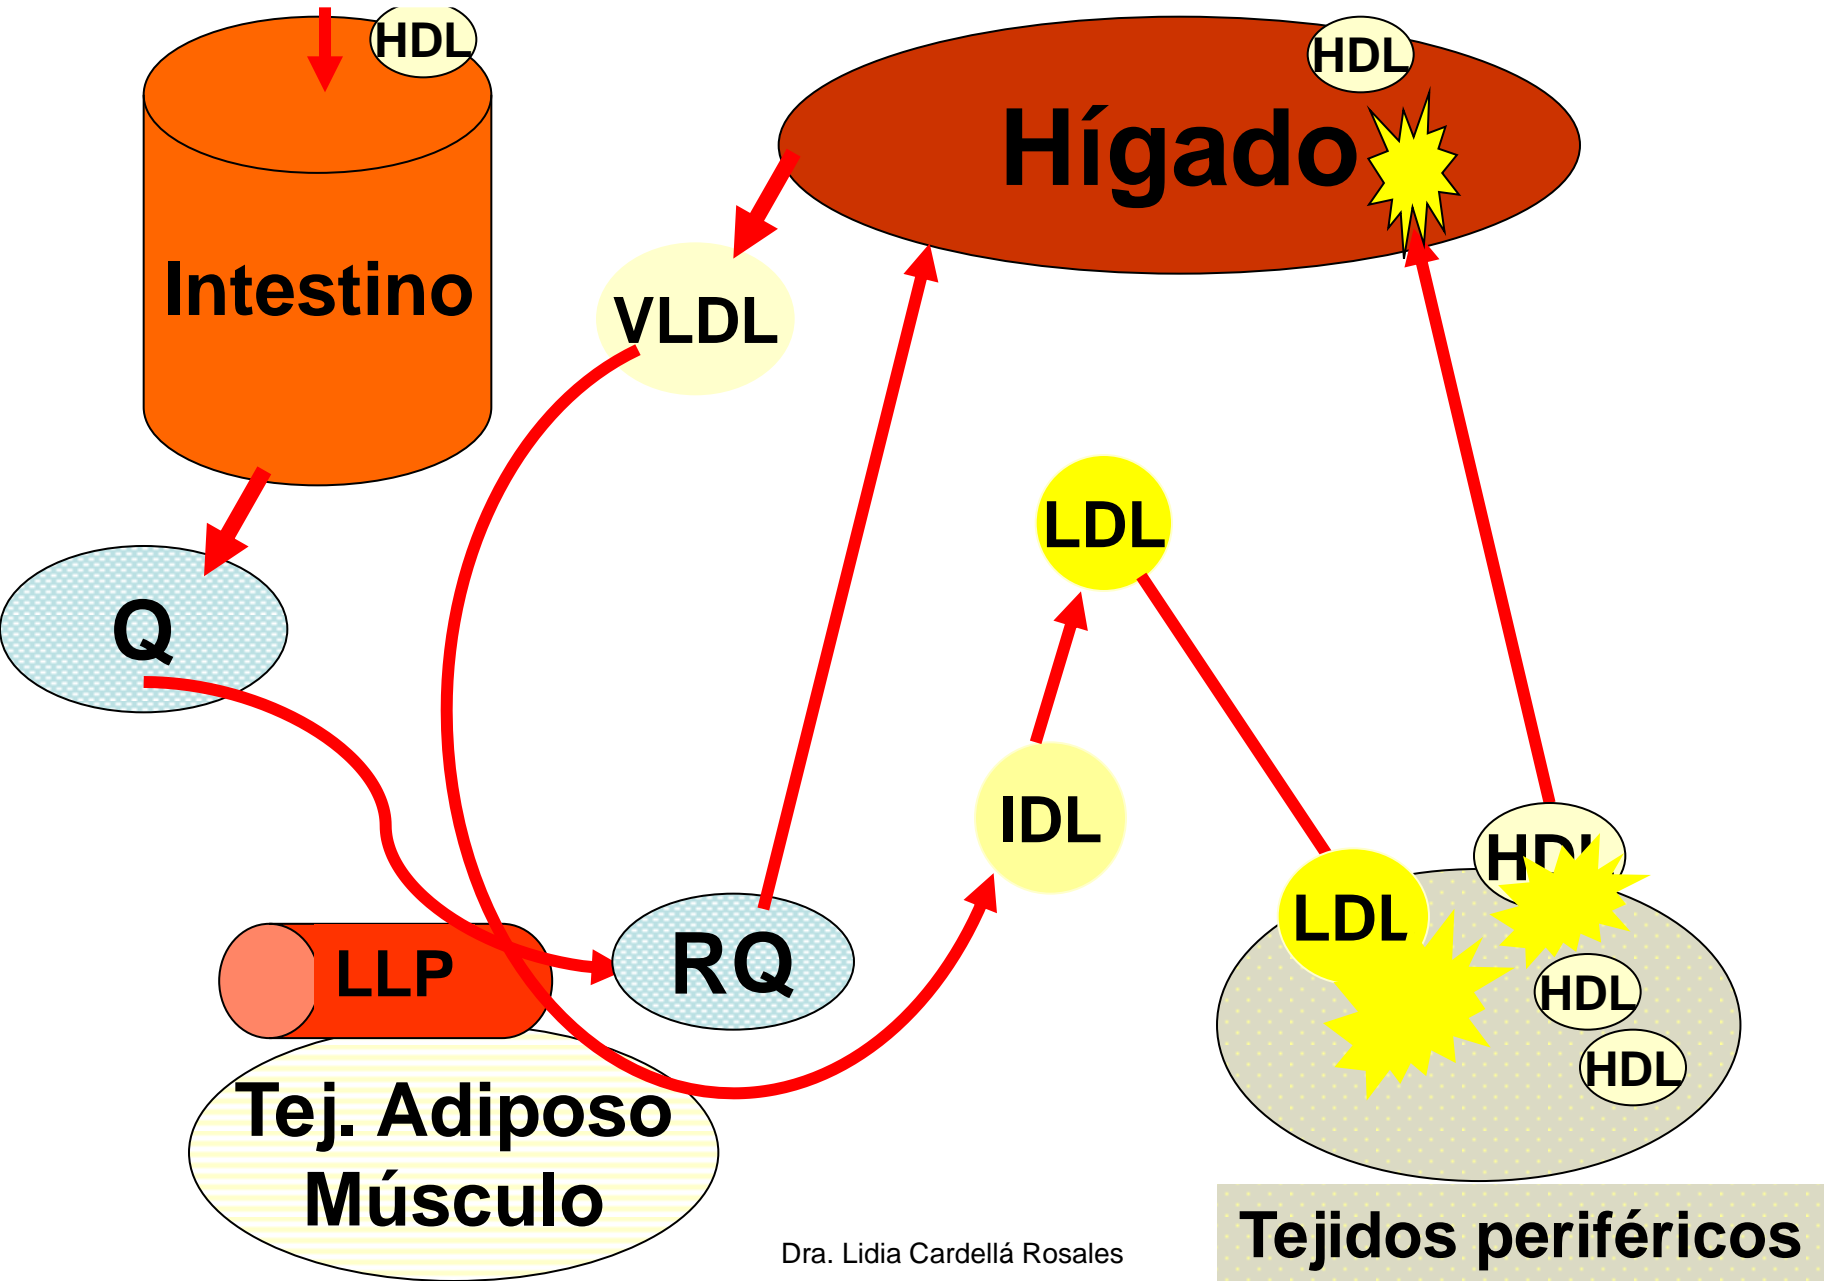 HDL
HDL
Hígado
Intestino
VLDL
LDL
Q
IDL
HDL
LDL
RQ
LLP
HDL
HDL
Tej. Adiposo
Músculo
Tejidos periféricos
Dra. Lidia Cardellá Rosales